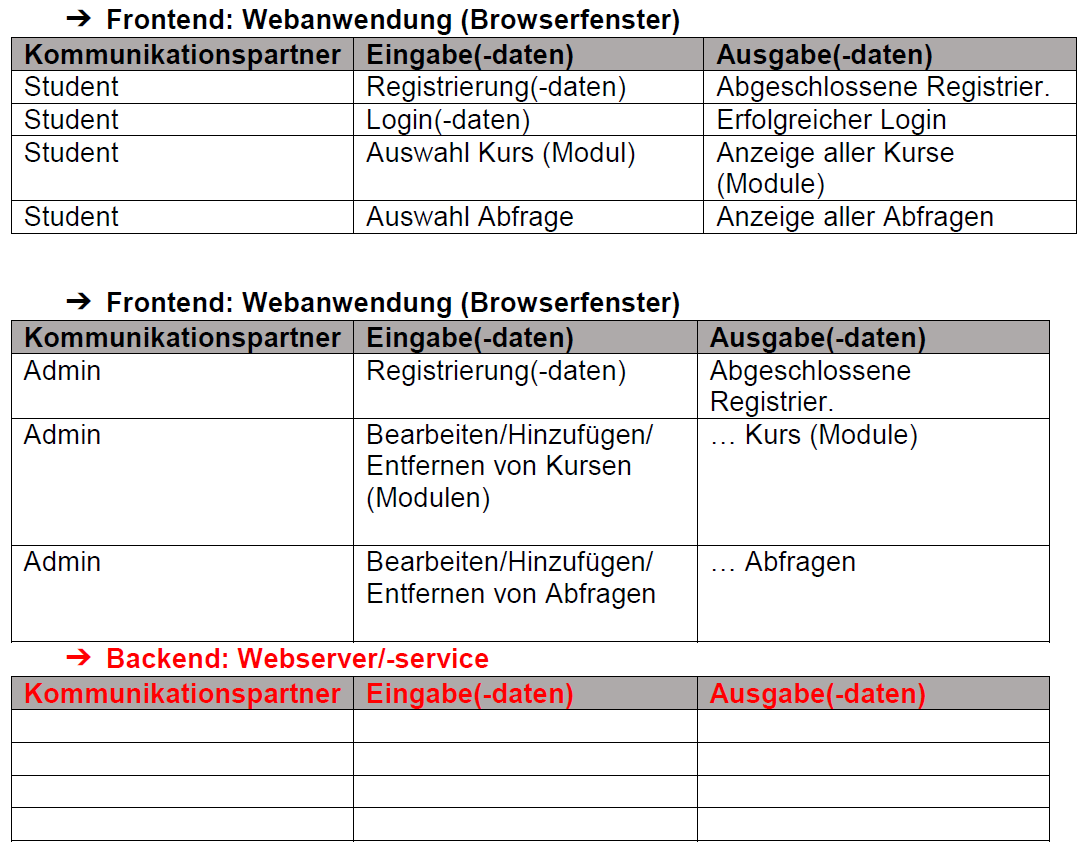 ➔ Frontend: Webanwendung (Browserfenster)
Kommunikationspartner Eingabe(-daten) Ausgabe(-daten)
Student Registrierung(-daten) Abgeschlossene Registrier.
Student Login(-daten) Erfolgreicher Login
Student Auswahl Kurs (Modul) Anzeige aller Kurse
(Module)
Student Auswahl Abfrage Anzeige aller Abfragen
➔ Frontend: Webanwendung (Browserfenster)
Kommunikationspartner Eingabe(-daten) Ausgabe(-daten)
Admin Registrierung(-daten) Abgeschlossene
Registrier.
Admin Bearbeiten/Hinzufügen/ … Kurs (Module)
Entfernen von Kursen
(Modulen)
Admin Bearbeiten/Hinzufügen/ … Abfragen
Entfernen von Abfragen
➔ Backend: Webserver/-service
Kommunikationspartner Eingabe(-daten) Ausgabe(-daten)